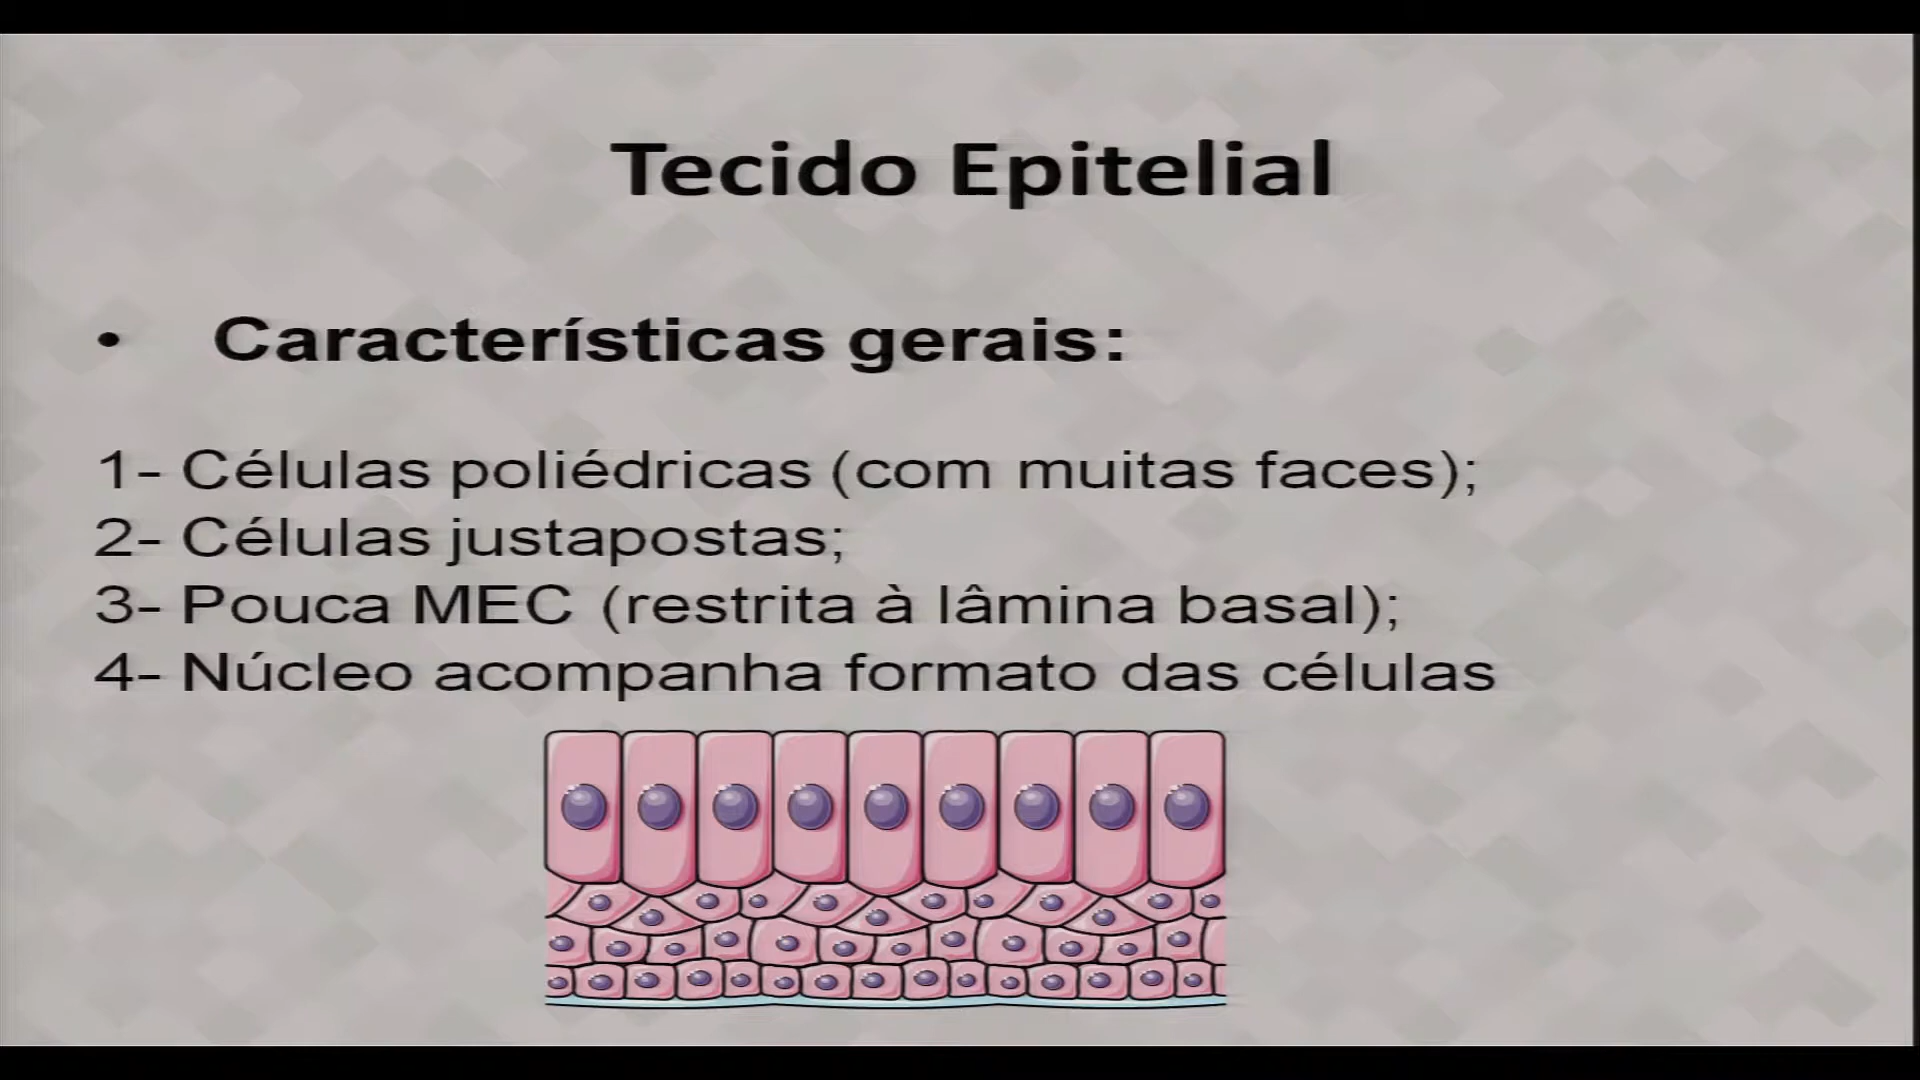 Tecido Epitelial
• Características gerais:
1- Células poliédricas (com muitas faces);
2- Células justapostas;
3- Pouca MEC (restrita à lâmina basal);
4- Núcleo acompanha formato das células